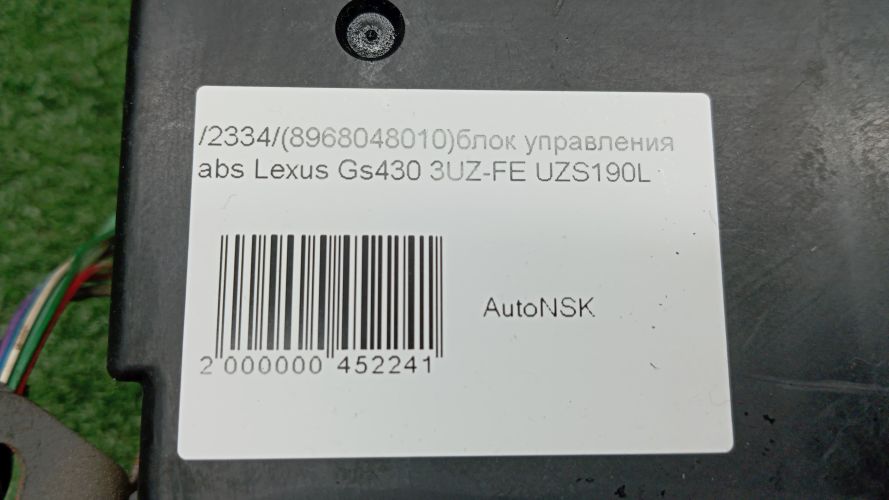 /2334/(8968048010)блок управления
abs Lexus Gs430 3UZ-FE UZS190L
AutoNSK
2 000000 452241